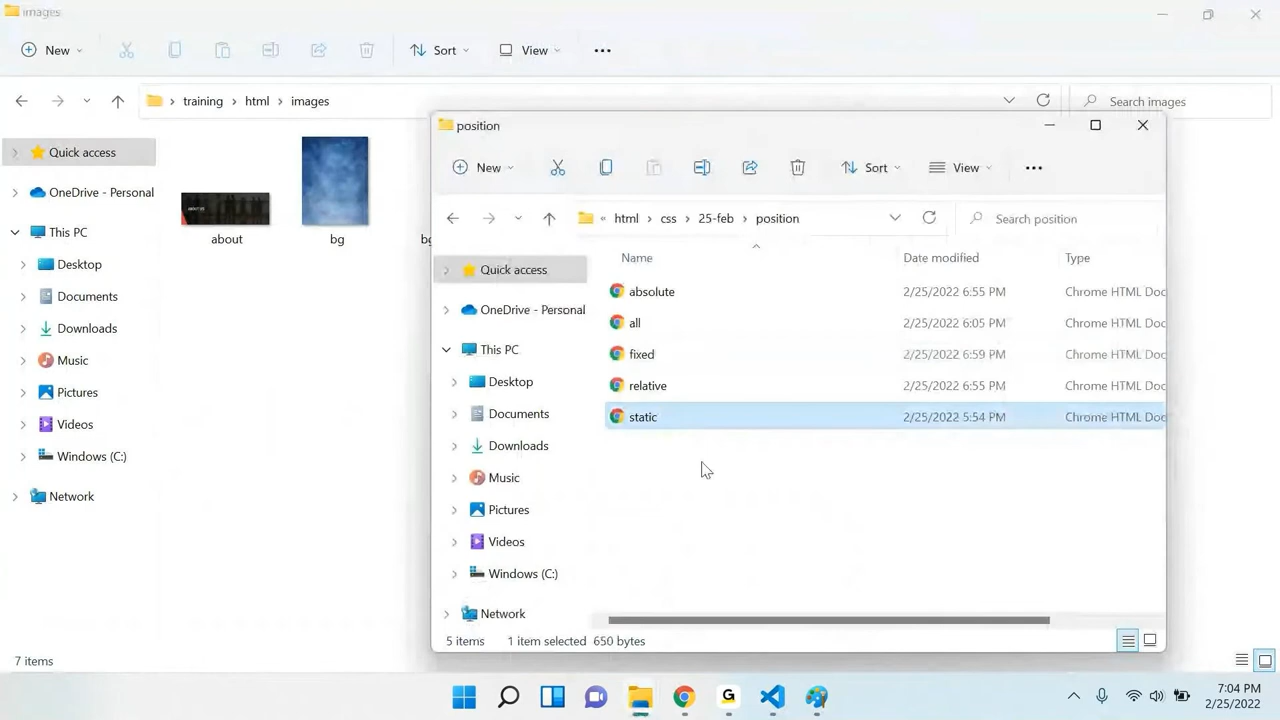 images
New
Sort
View
training
html
images
Search images
Quick access
OneDrive - Personal
This PC
Desktop
Documents
Downloads
Music
Pictures
Videos
Windows (C:)
Network
about
bg
7 items
position
New
Sort
View
« html
css
25-feb
position
Search position
Quick access
OneDrive - Personal
This PC
Desktop
Documents
Downloads
Music
Pictures
Videos
Windows (C:)
Network
Name Date modified Type
absolute 2/25/2022 6:55 PM Chrome HTML Doc
all 2/25/2022 6:05 PM Chrome HTML Doc
fixed 2/25/2022 6:59 PM Chrome HTML Doc
relative 2/25/2022 6:55 PM Chrome HTML Doc
static 2/25/2022 5:54 PM Chrome HTML Doc
5 items 1 item selected 650 bytes
G
7:04 PM
2/25/2022